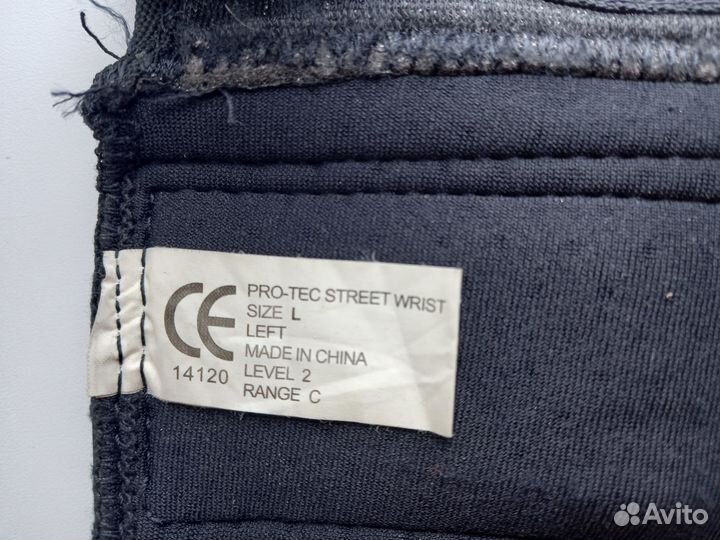 CE
14120
PRO-TEC STREET WRIST
SIZE L
LEFT
MADE IN CHINA
LEVEL 2
RANGE C
Avito